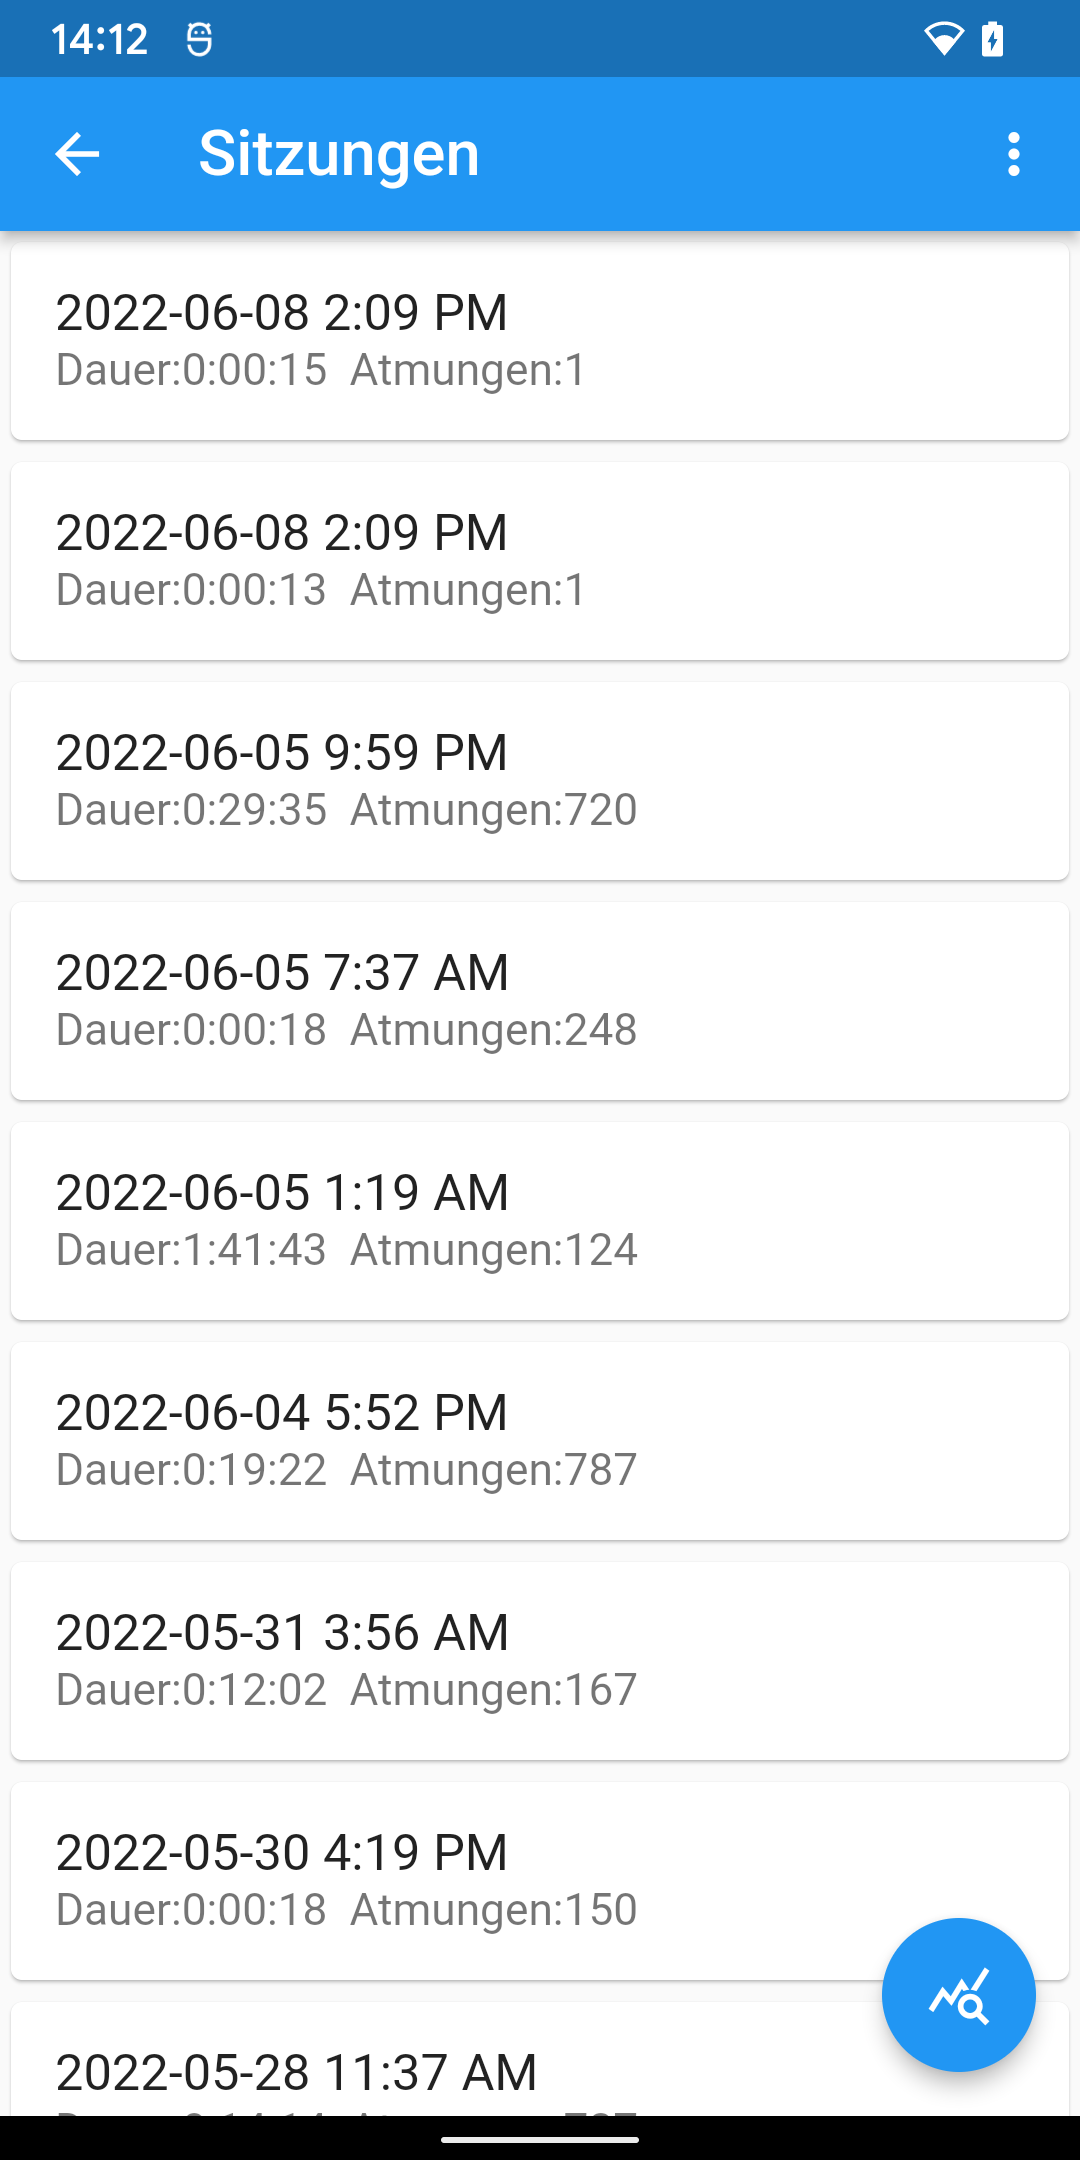 14:12
Sitzungen
2022-06-08 2:09 PM
Dauer:0:00:15 Atmungen:1
2022-06-08 2:09 PM
Dauer:0:00:13 Atmungen:1
2022-06-05 9:59 PM
Dauer:0:29:35 Atmungen:720
2022-06-05 7:37 AM
Dauer:0:00:18 Atmungen:248
2022-06-05 1:19 AM
Dauer:1:41:43 Atmungen:124
2022-06-04 5:52 PM
Dauer:0:19:22 Atmungen:787
2022-05-31 3:56 AM
Dauer:0:12:02 Atmungen:167
2022-05-30 4:19 PM
Dauer:0:00:18 Atmungen:150
2022-05-28 11:37 AM